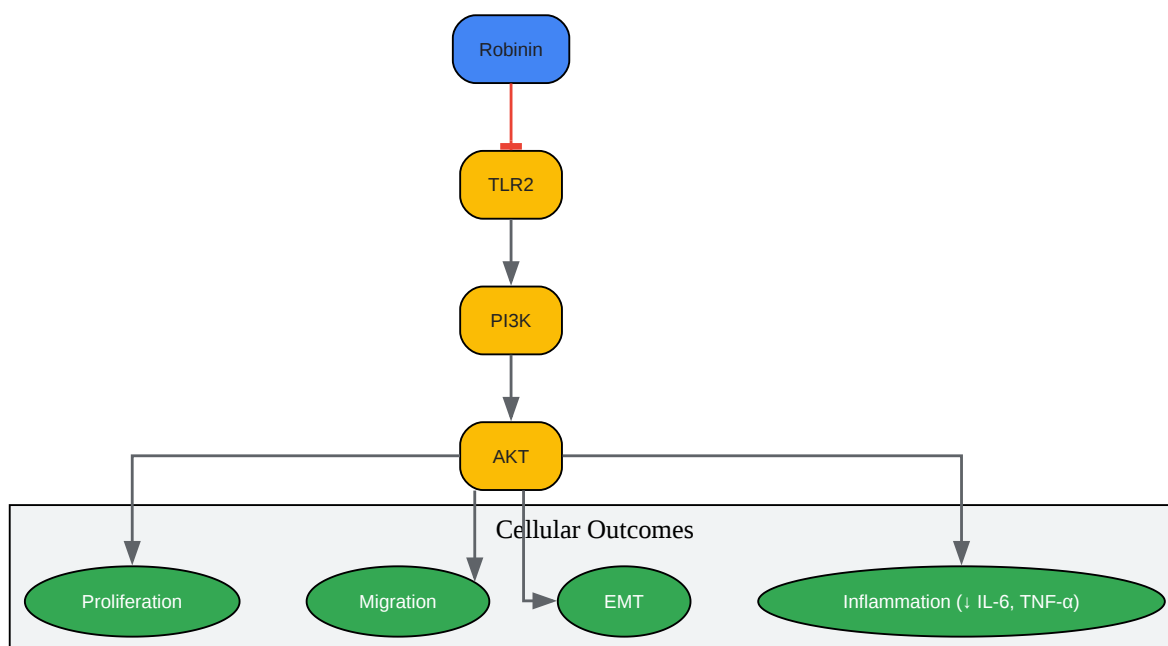 Robinin
TLR2
PI3K
AKT
Cellular Outcomes
Proliferation
Migration
EMT
Inflammation (↓ IL-6, TNF-α)